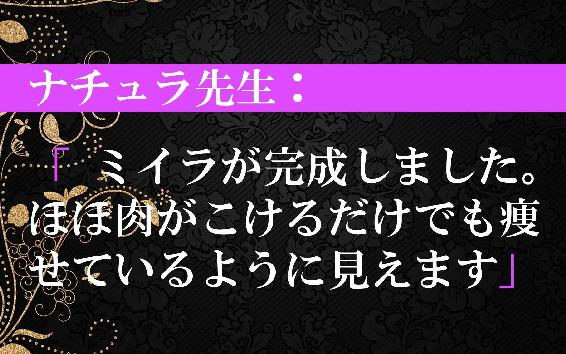 ナチュラ先生：
「 ミイラが完成しました。
ほほ肉がこけるだけでも痩
せているように見えます」